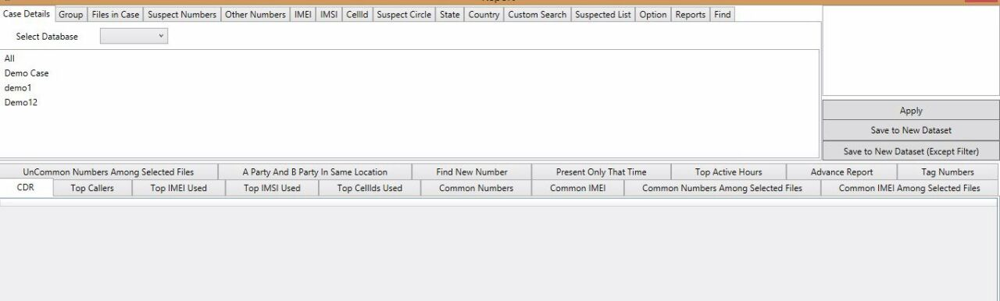 Report
Case Details Group Files in Case Suspect Numbers Other Numbers IMEI IMSI CellId Suspect Circle State Country Custom Search Suspected List Option Reports Find
Select Database
All
Demo Case
demo1
Demo12
Apply
Save to New Dataset
Save to New Dataset (Except Filter)
UnCommon Numbers Among Selected Files A Party And B Party In Same Location Find New Number Present Only That Time Top Active Hours Advance Report Tag Numbers
CDR Top Callers Top IMEI Used Top IMSI Used Top CellIds Used Common Numbers Common IMEI Common Numbers Among Selected Files Common IMEI Among Selected Files